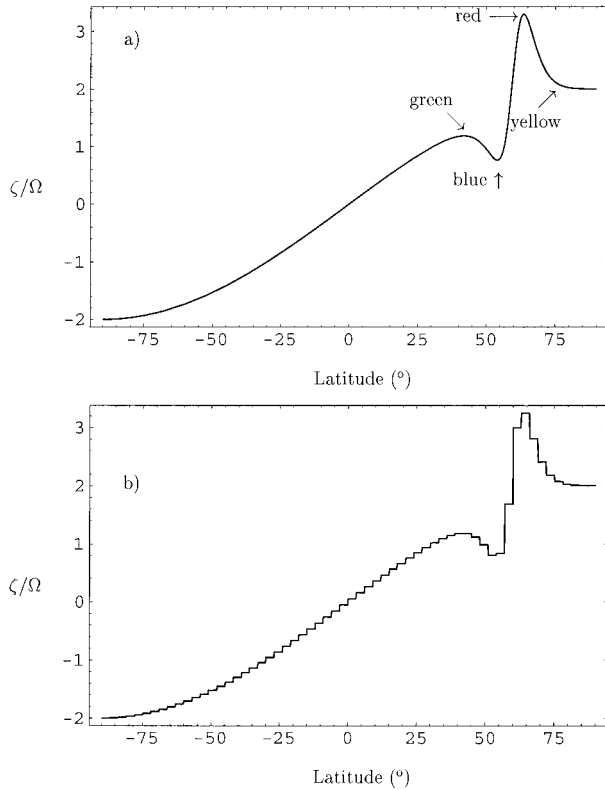 a)
red →
green
yellow
blue ↑
3
2
1
0
-1
-2
ζ/Ω
-75 -50 -25 0 25 50 75
Latitude (°)
b)
3
2
1
0
-1
-2
ζ/Ω
-75 -50 -25 0 25 50 75
Latitude (°)